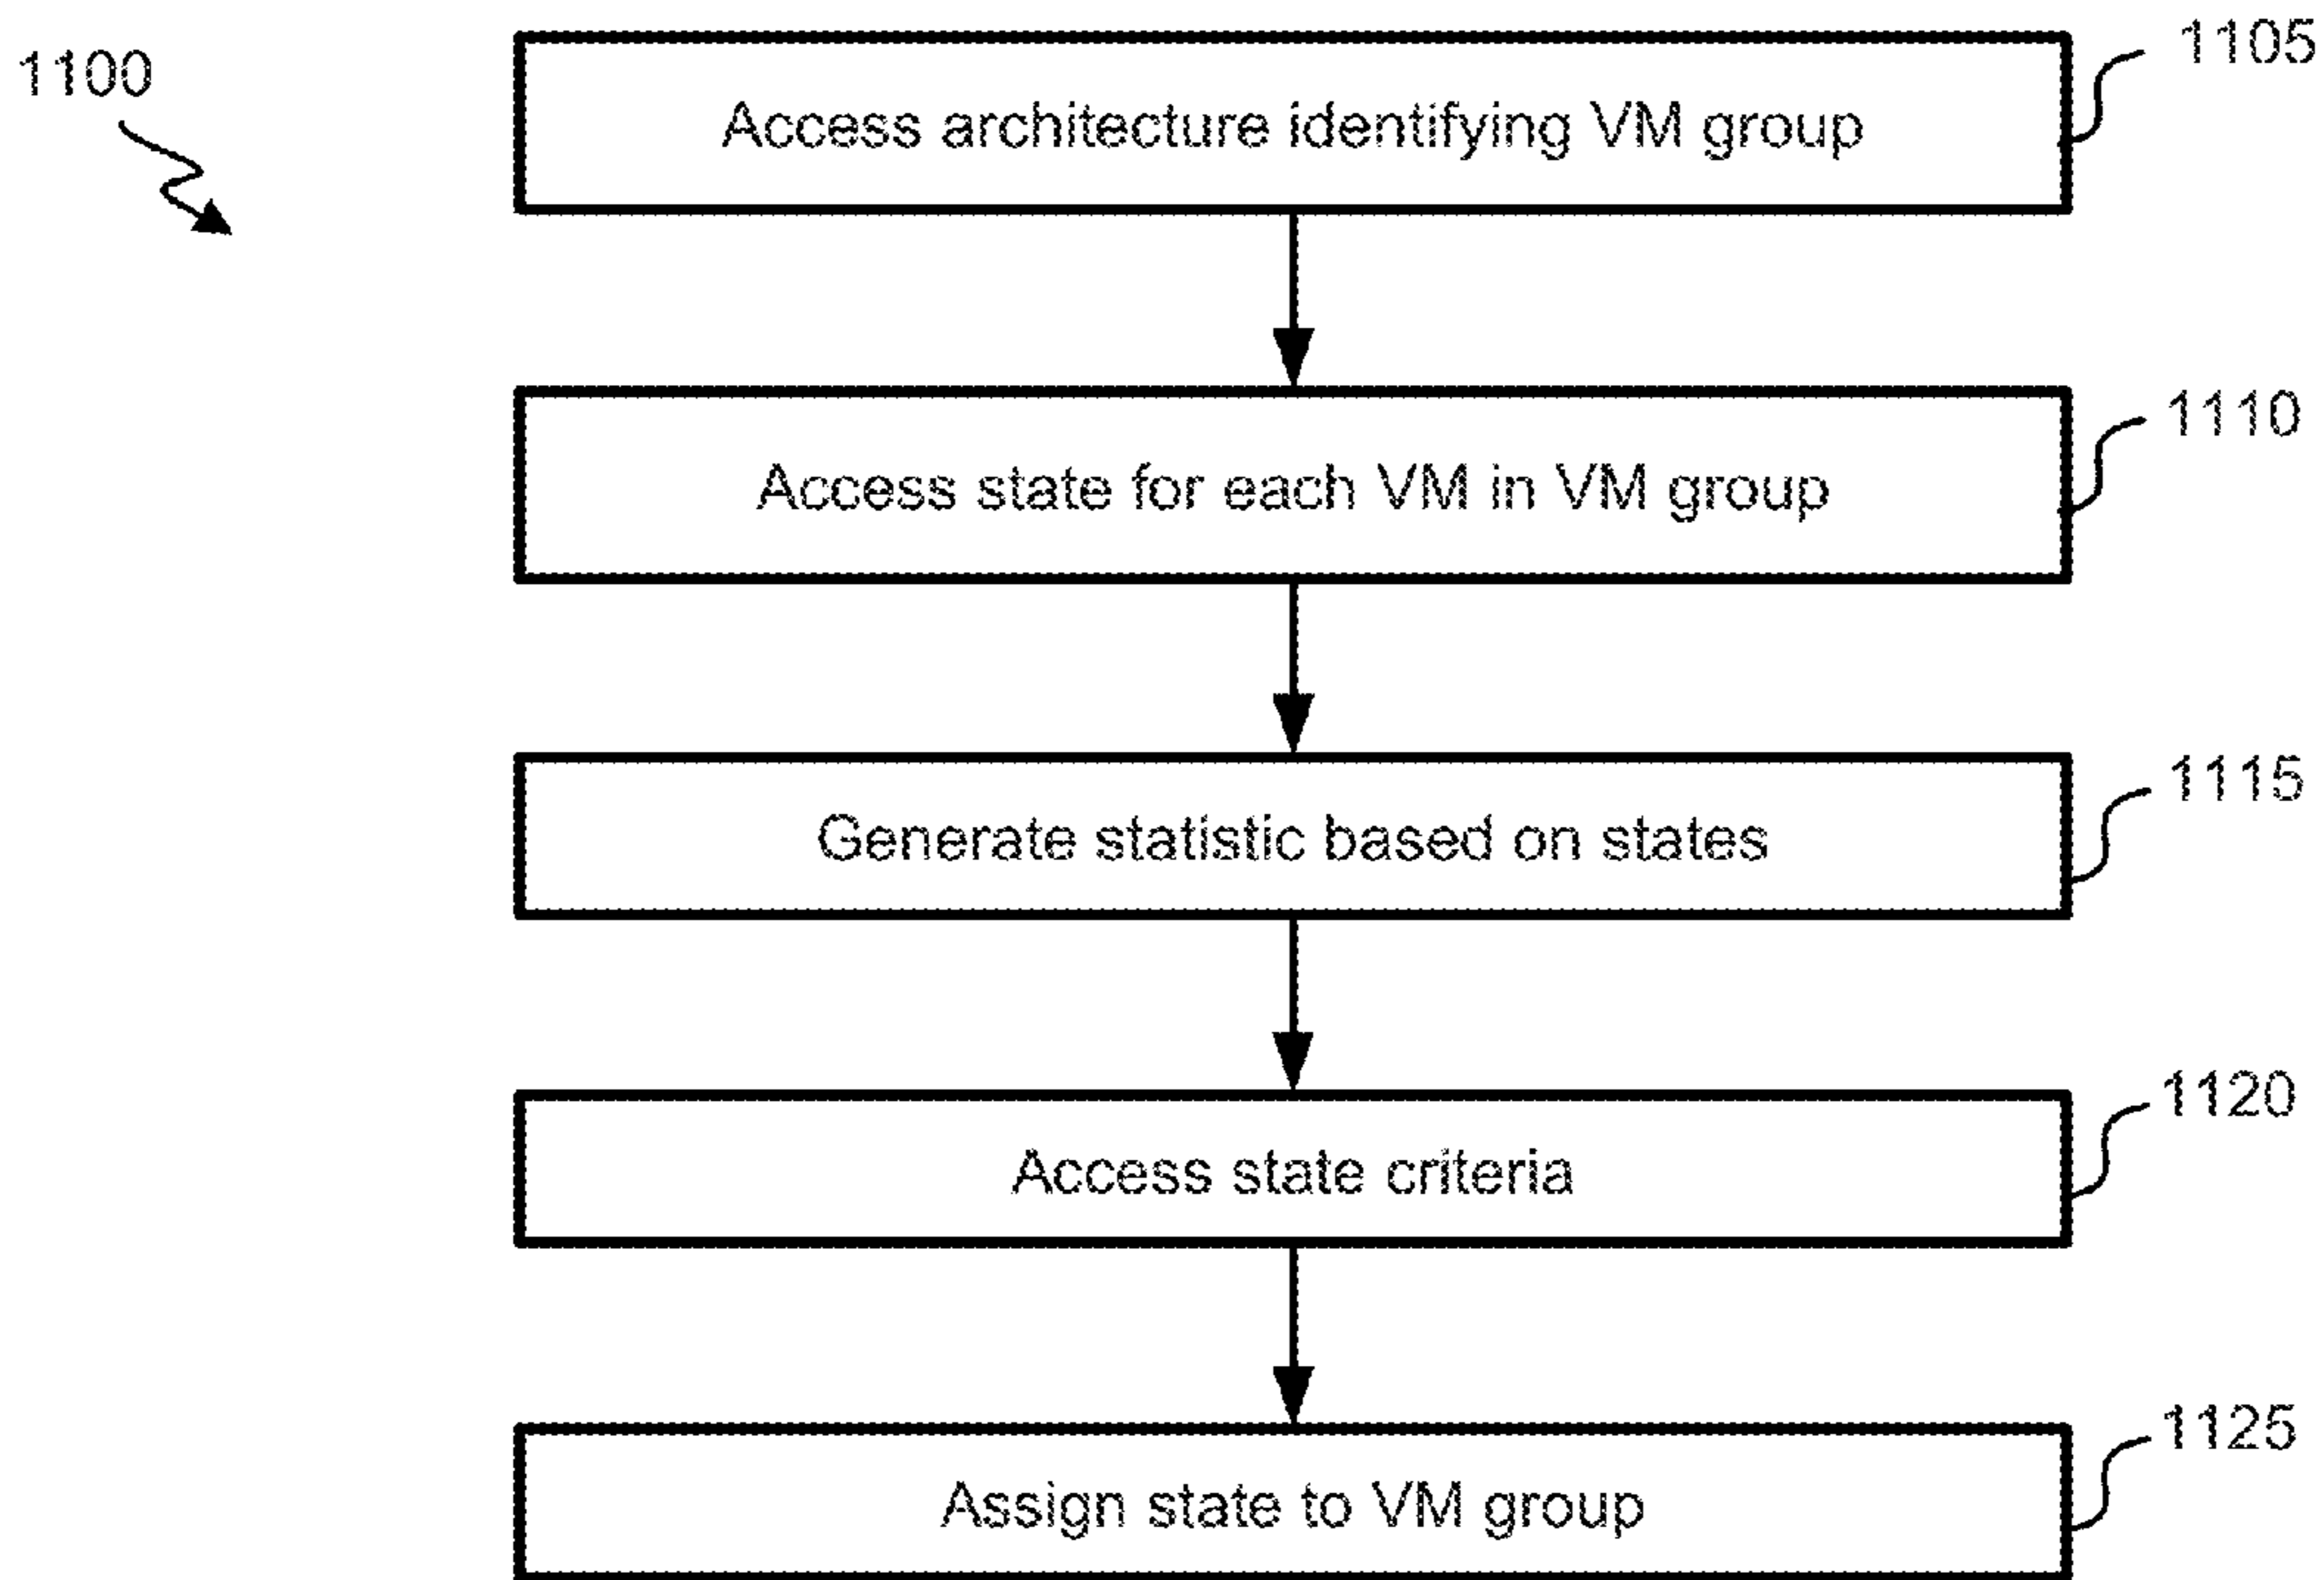 1100
1105
Access architecture identifying VM group
1110
Access state for each VM in VM group
1115
Generate statistic based on states
1120
Access state criteria
1125
Assign state to VM group